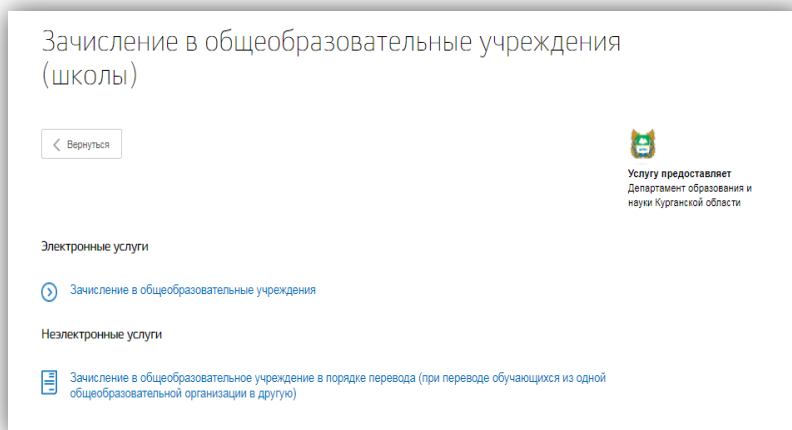 Зачисление в общеобразовательные учреждения
(школы)
Вернуться
Услугу предоставляет
Департамент образования и
науки Курганской области
Электронные услуги
Зачисление в общеобразовательные учреждения
Неэлектронные услуги
Зачисление в общеобразовательное учреждение в порядке перевода (при переводе обучающихся из одной
общеобразовательной организации в другую)